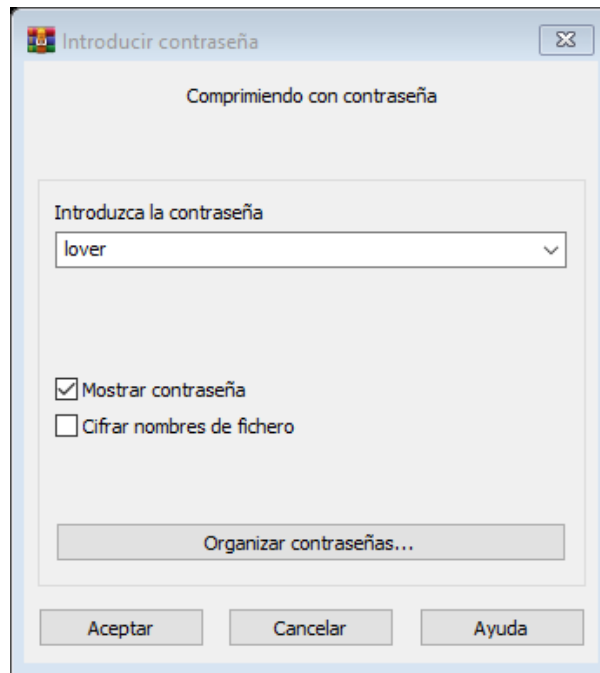 Introducir contraseña
Comprimiendo con contraseña
Introduzca la contraseña
lover
Mostrar contraseña
Cifrar nombres de fichero
Organizar contraseñas...
Aceptar Cancelar Ayuda